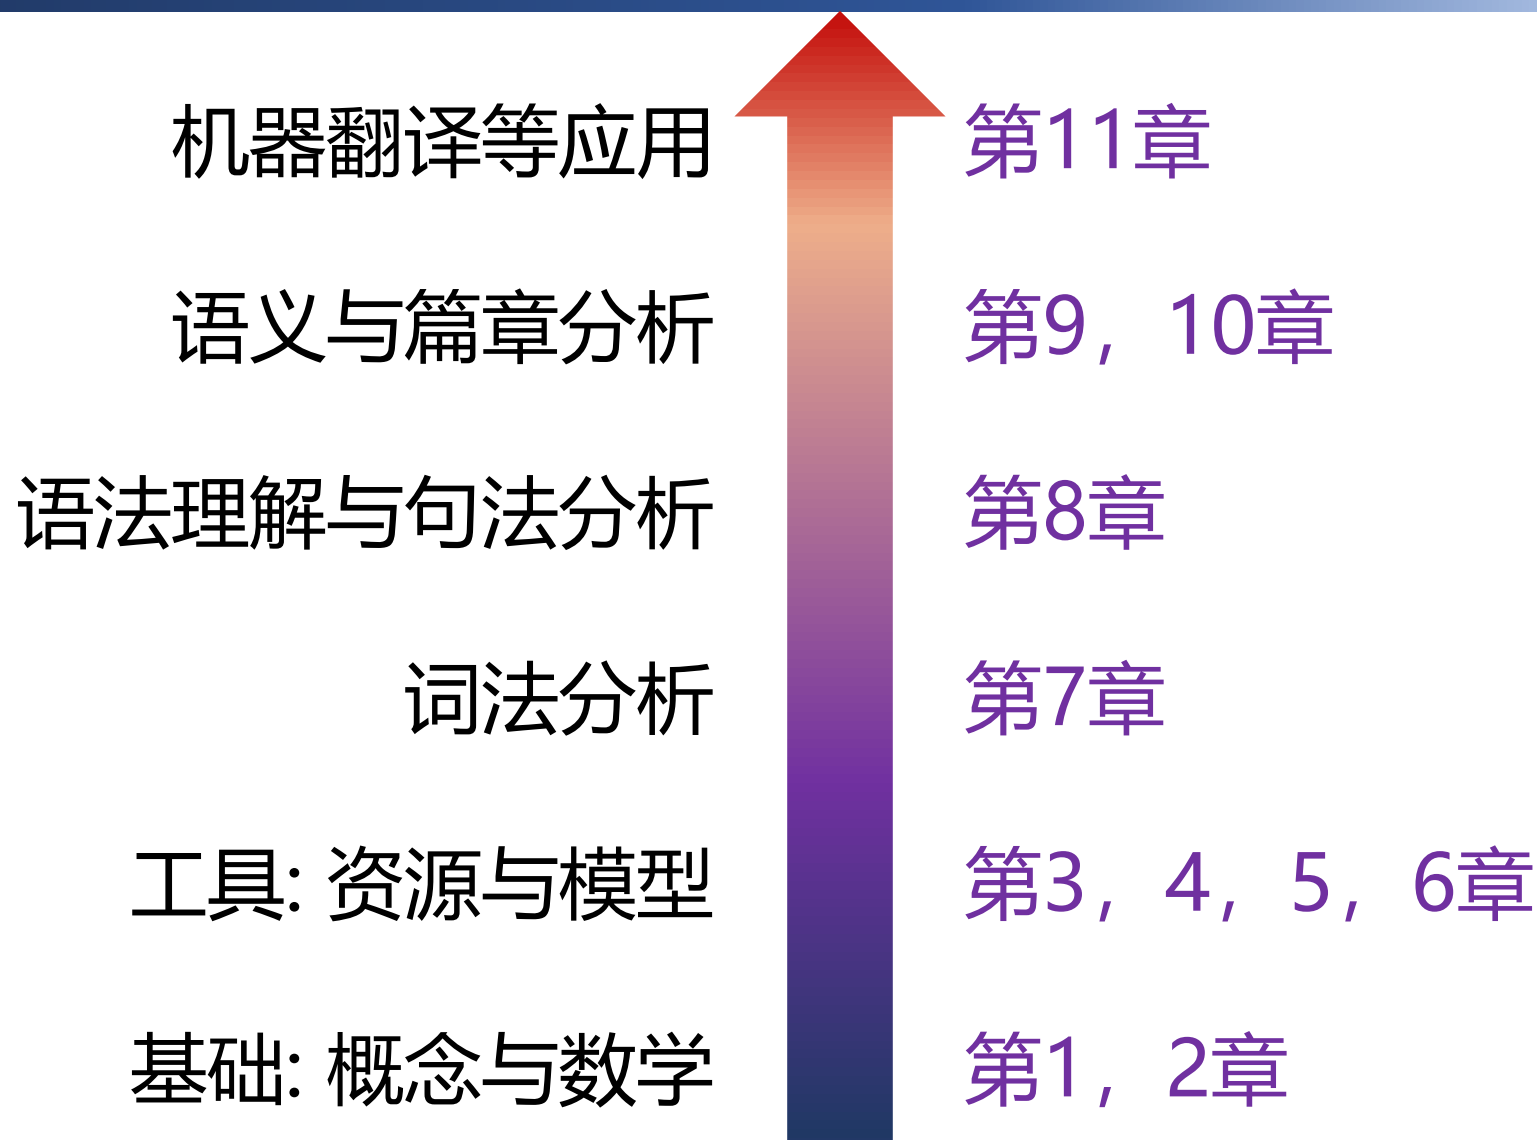 机器翻译等应用 第11章
语义与篇章分析 第9，10章
语法理解与句法分析 第8章
词法分析 第7章
工具: 资源与模型 第3，4，5，6章
基础: 概念与数学 第1，2章